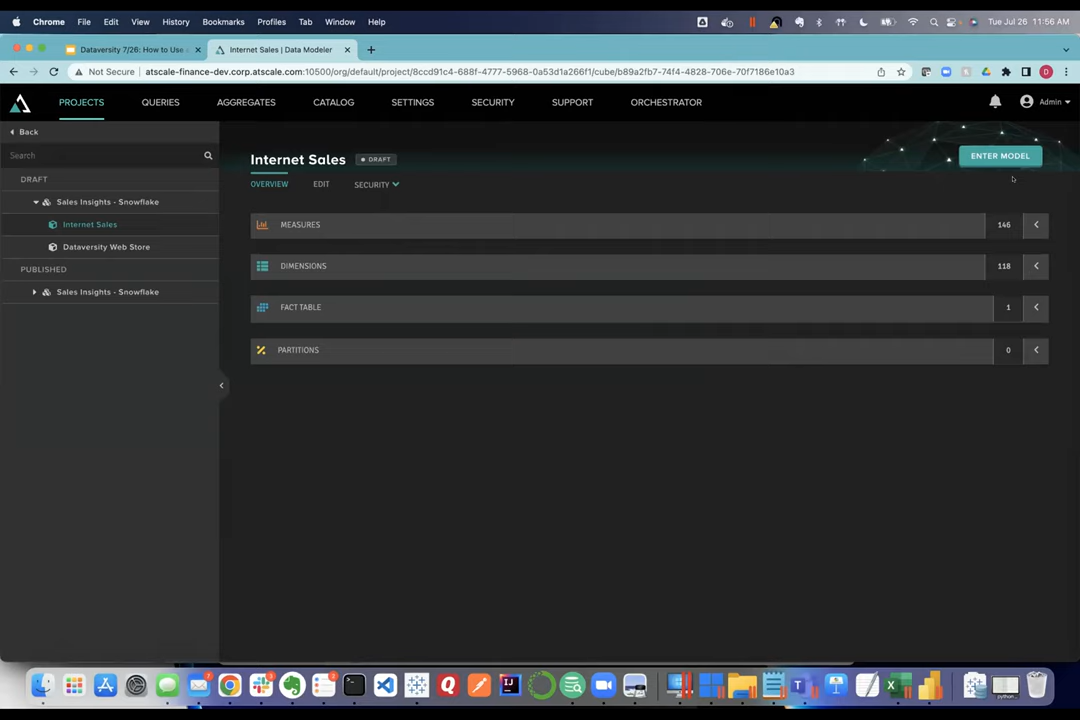 Chrome File Edit View History Bookmarks Profiles Tab Window Help Tue Jul 26 11:56 AM
Dataversity 7/26: How to Use Internet Sales | Data Modeler
Not Secure atscale-finance-dev.corp.atscale.com:10500/org/default/project/8ccd91c4-688f-4777-5968-0a53d1a266f1/cube/b89a2fb7-74f4-4828-706e-70f7186e10a3
PROJECTS QUERIES AGGREGATES CATALOG SETTINGS SECURITY SUPPORT ORCHESTRATOR Admin
Back
Search
Internet Sales DRAFT ENTER MODEL
DRAFT
OVERVIEW EDIT SECURITY
Sales Insights - Snowflake
Internet Sales
MEASURES 146
Dataversity Web Store
DIMENSIONS 118
PUBLISHED
Sales Insights - Snowflake
FACT TABLE 1
PARTITIONS 0